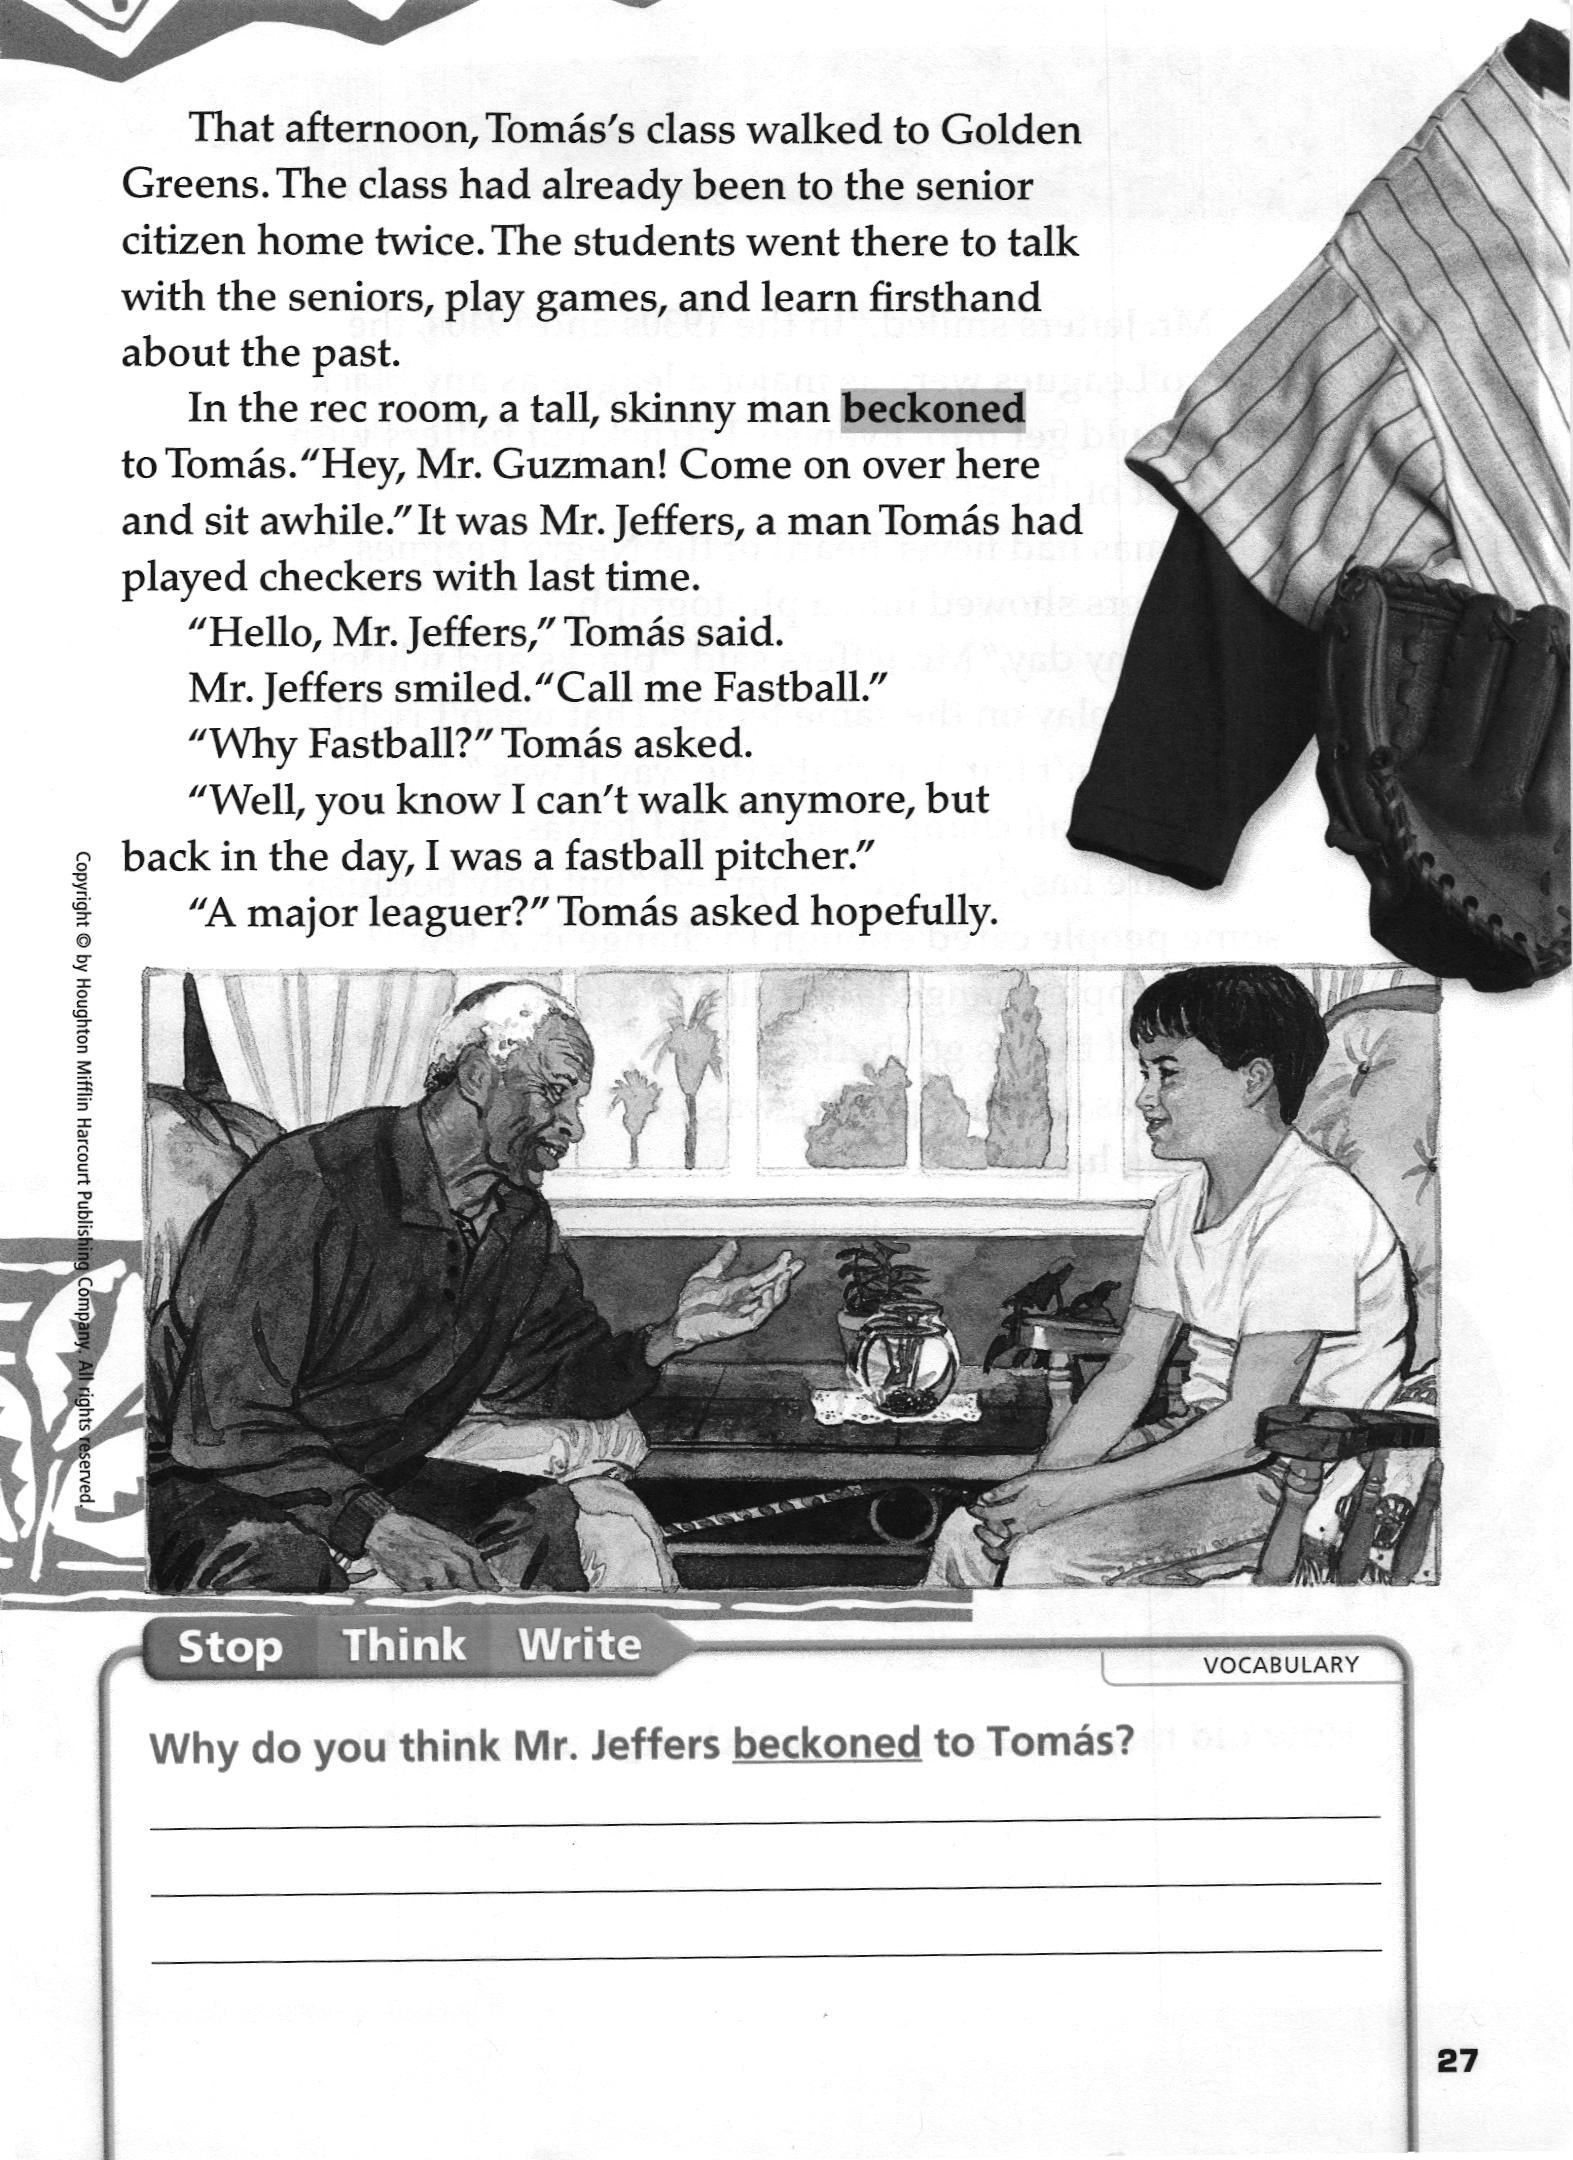 That afternoon, Tomás's class walked to Golden
Greens. The class had already been to the senior
citizen home twice. The students went there to talk
with the seniors, play games, and learn firsthand
about the past.
In the rec room, a tall, skinny man beckoned
to Tomás. “Hey, Mr. Guzman! Come on over here
and sit awhile.” It was Mr. Jeffers, a man Tomás had
played checkers with last time.
“Hello, Mr. Jeffers,” Tomás said.
Mr. Jeffers smiled. “Call me Fastball.”
“Why Fastball?” Tomás asked.
“Well, you know I can't walk anymore, but
back in the day, I was a fastball pitcher.”
“A major leaguer?” Tomás asked hopefully.
Copyright © by Houghton Mifflin Harcourt Publishing Company. All rights reserved.
Stop Think Write
VOCABULARY
Why do you think Mr. Jeffers beckoned to Tomás?
27